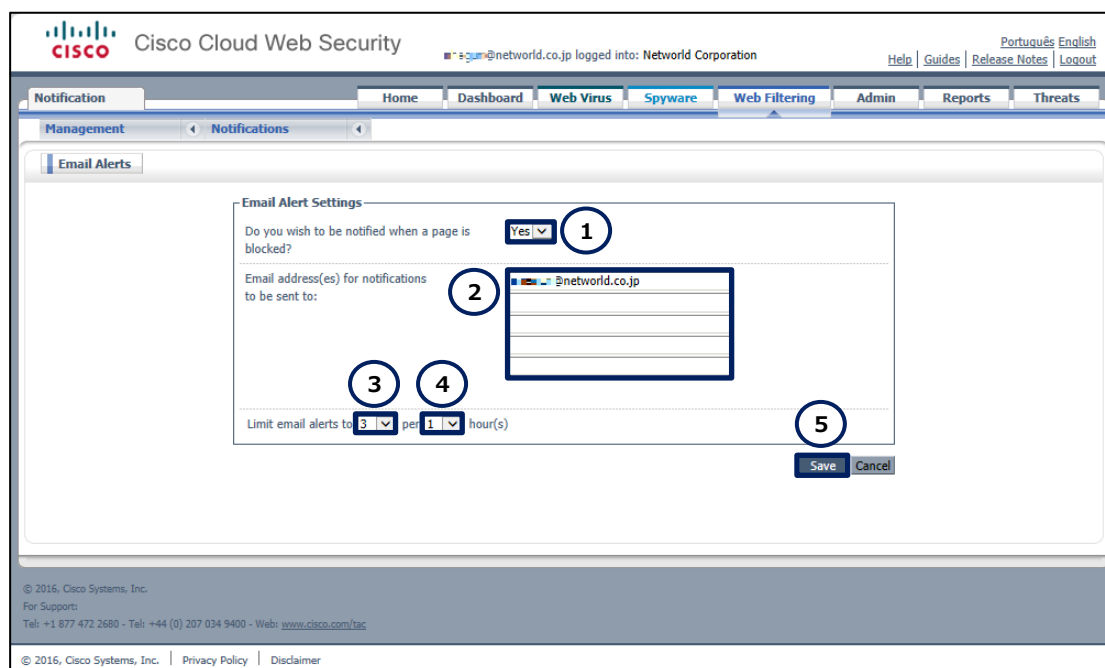 CISCO Cisco Cloud Web Security
@networld.co.jp logged into: Networld Corporation
Português English
Help | Guides | Release Notes | Logout
Notification
Home Dashboard Web Virus Spyware Web Filtering Admin Reports Threats
Management Notifications
Email Alerts
Email Alert Settings
Do you wish to be notified when a page is
blocked?
Yes
1
Email address(es) for notifications
to be sent to:
2
@networld.co.jp
3
4
Limit email alerts to 3 per 1 hour(s)
5
Save Cancel
© 2016, Cisco Systems, Inc.
For Support:
Tel: +1 877 472 2680 - Tel: +44 (0) 207 034 9400 - Web: www.cisco.com/tac
© 2016, Cisco Systems, Inc. | Privacy Policy | Disclaimer